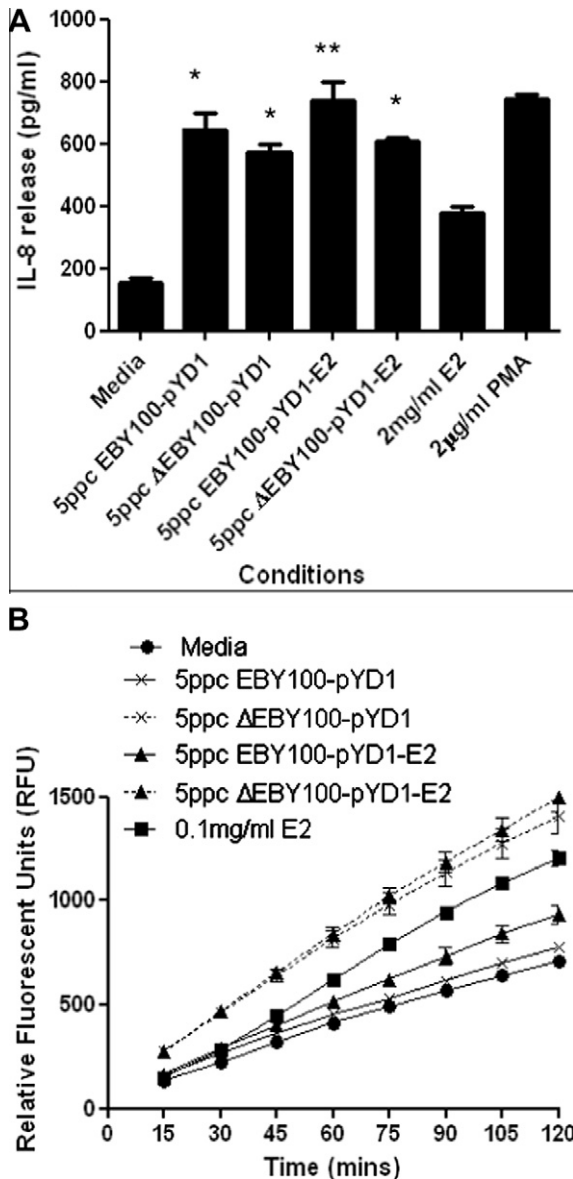 A
IL-8 release (pg/ml)
1000
800
600
400
200
0
*
*
**
*
Media
5ppc EBY100-pYD1
5ppc ΔEBY100-pYD1
5ppc EBY100-pYD1-E2
5ppc ΔEBY100-pYD1-E2
2mg/ml E2
2μg/ml PMA
Conditions
B
Media
5ppc EBY100-pYD1
5ppc ΔEBY100-pYD1
5ppc EBY100-pYD1-E2
5ppc ΔEBY100-pYD1-E2
0.1mg/ml E2
Relative Fluorescent Units (RFU)
1500
1000
500
0
0 15 30 45 60 75 90 105 120
Time (mins)